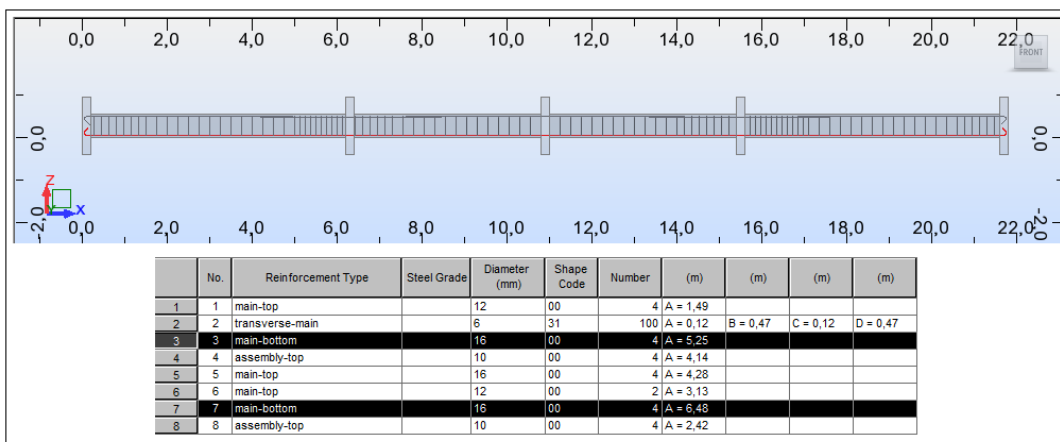 0,0 2,0 4,0 6,0 8,0 10,0 12,0 14,0 16,0 18,0 20,0 22,0
FRONT
0,0 0,0
Z
Y X
-2,0 -2,0
0,0 2,0 4,0 6,0 8,0 10,0 12,0 14,0 16,0 18,0 20,0 22,0
No. Reinforcement Type Steel Grade Diameter (mm) Shape Code Number (m) (m) (m) (m)
1 1 main-top 12 00 4 A = 1,49
2 2 transverse-main 6 31 100 A = 0,12 B = 0,47 C = 0,12 D = 0,47
3 3 main-bottom 16 00 4 A = 5,25
4 4 assembly-top 10 00 4 A = 4,14
5 5 main-top 16 00 4 A = 4,28
6 6 main-top 12 00 2 A = 3,13
7 7 main-bottom 16 00 4 A = 6,48
8 8 assembly-top 10 00 4 A = 2,42